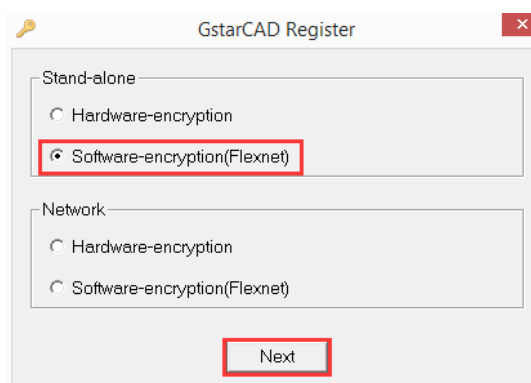 GstarCAD Register
Stand-alone
Hardware-encryption
Software-encryption(Flexnet)
Network
Hardware-encryption
Software-encryption(Flexnet)
Next